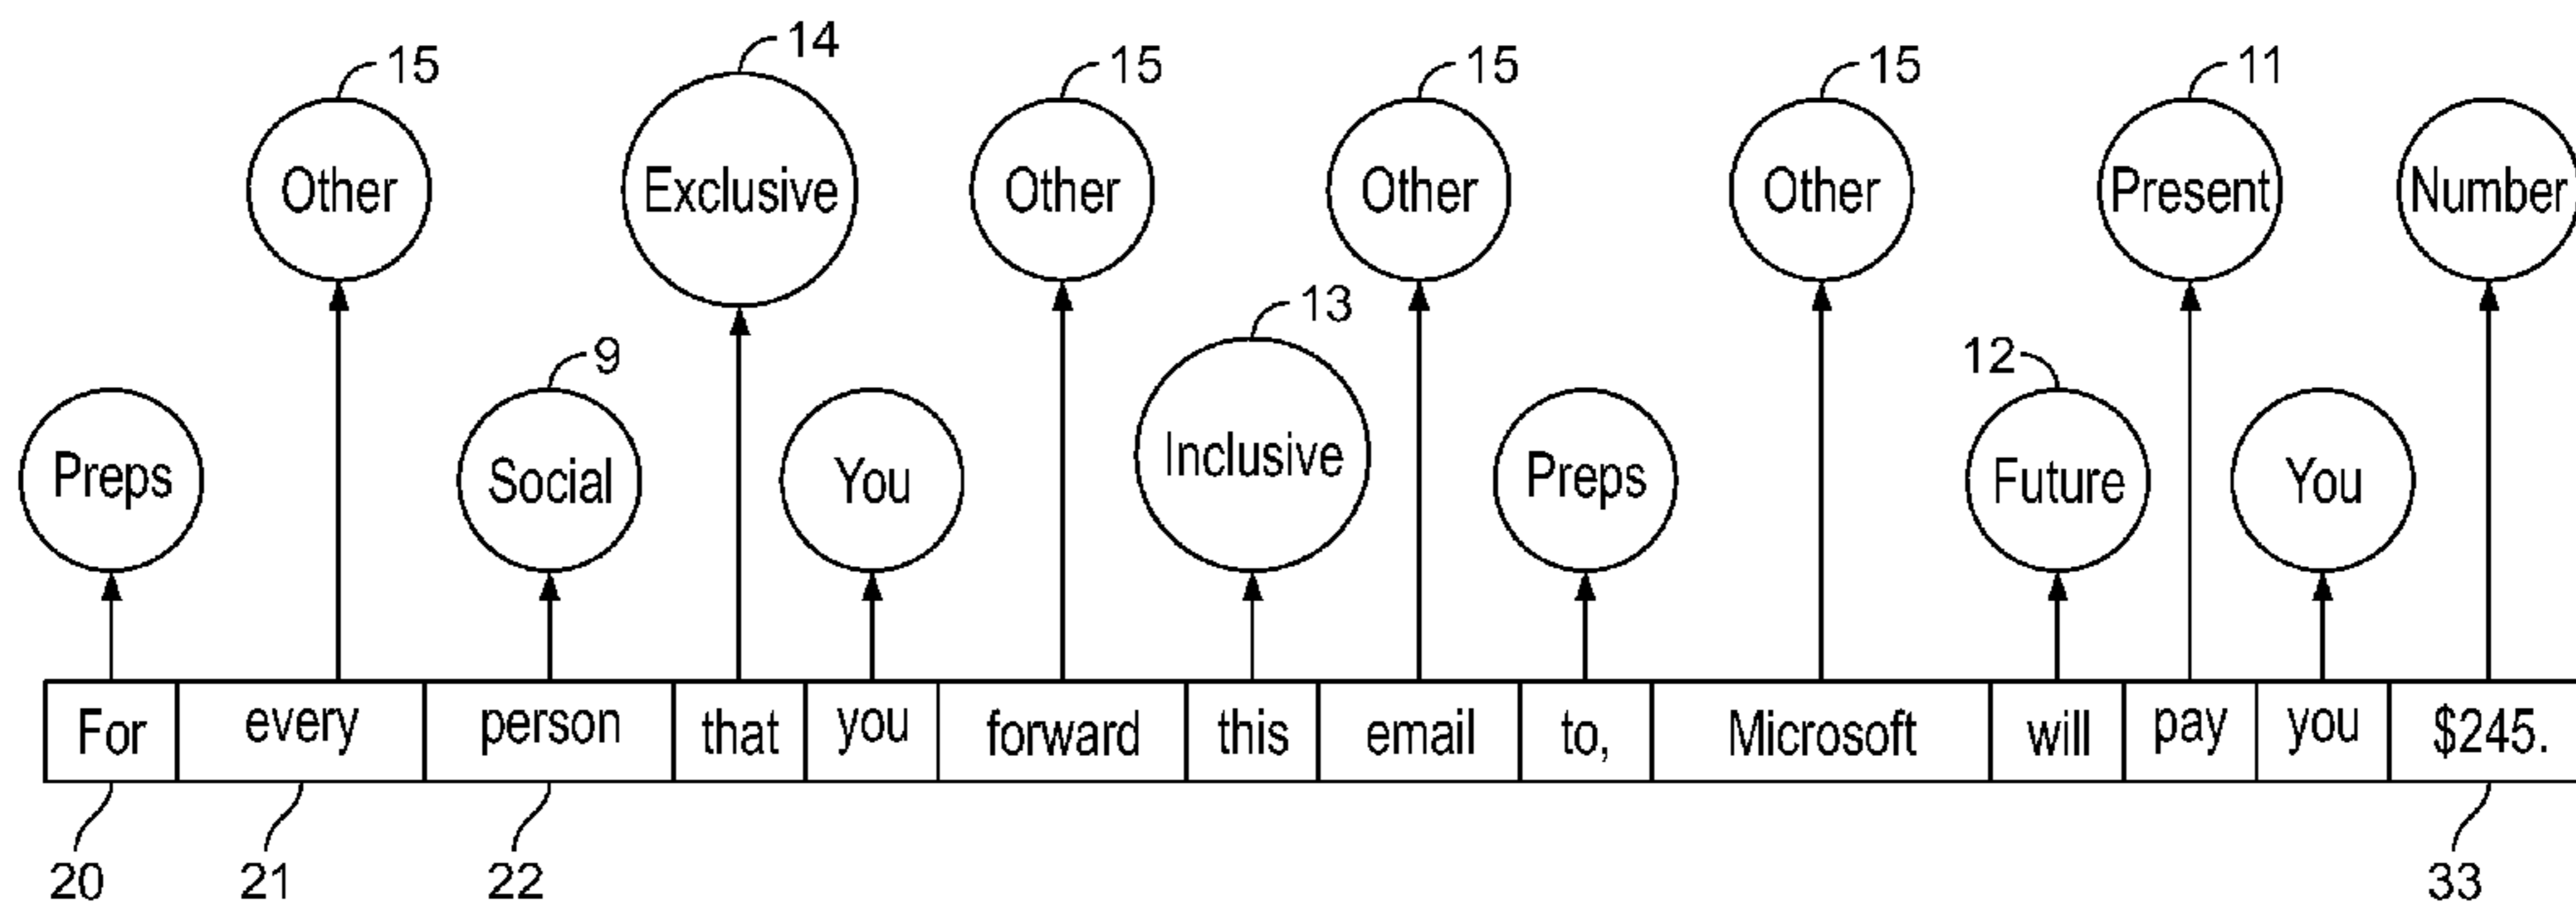 14
15 15 15 15 11
Other Exclusive Other Other Other Present Number
13
9 12
Preps Social You Inclusive Preps Future You
For every person that you forward this email to, Microsoft will pay you $245.
20 21 22 33